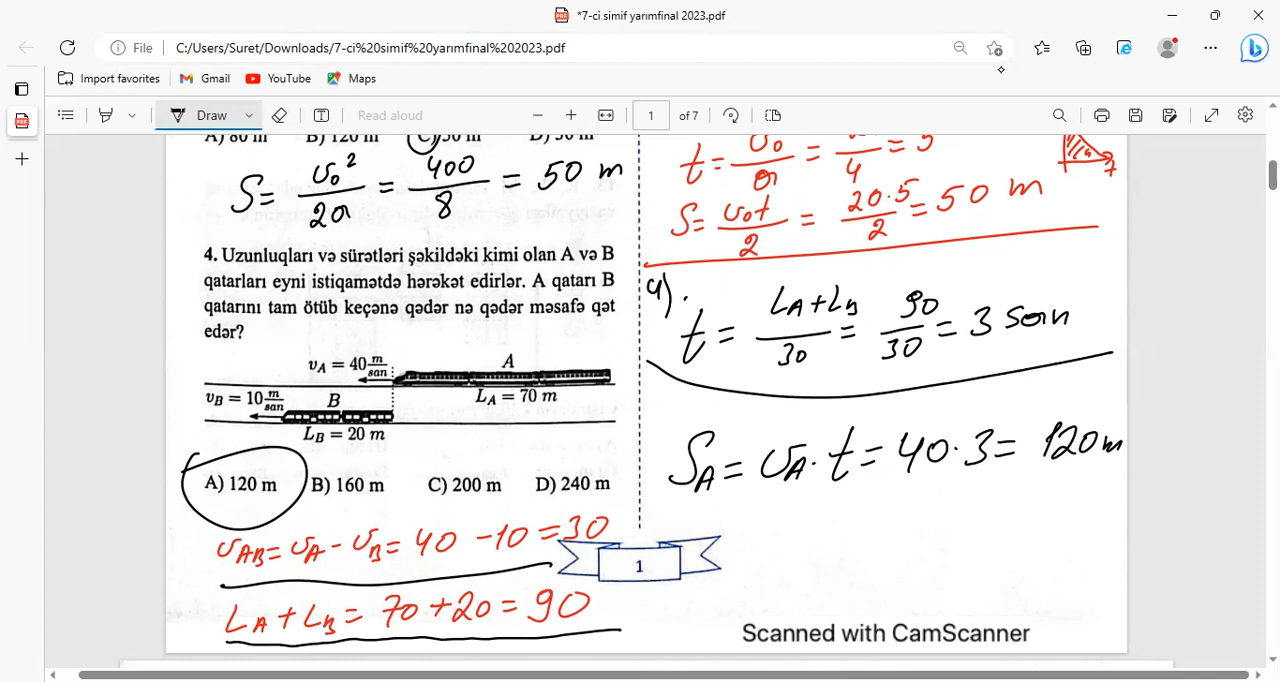 *7-ci simif yarımfinal 2023.pdf
File C:/Users/Suret/Downloads/7-ci%20simif%20yarımfinal%202023.pdf
Import favorites Gmail YouTube Maps
Draw Read aloud 1 of 7
A) 80 m B) 120 m C) 50 m D) 30 m
S = υ₀²/2a = 400/8 = 50 m
4. Uzunluqları və sürətləri şəkildəki kimi olan A və B
qatarları eyni istiqamətdə hərəkət edirlər. A qatarı B
qatarını tam ötüb keçənə qədər nə qədər məsafə qət
edər?
υA = 40 m/san A
υB = 10 m/san B LA = 70 m
LB = 20 m
A) 120 m B) 160 m C) 200 m D) 240 m
υAB = υA - υB = 40 - 10 = 30
LA + LB = 70 + 20 = 90
t = υ₀/a = /4 = 5
S = υ₀t/2 = 20·5/2 = 50 m
4).
t = LA+LB/30 = 90/30 = 3 san
SA = υA · t = 40·3 = 120 m
1
Scanned with CamScanner